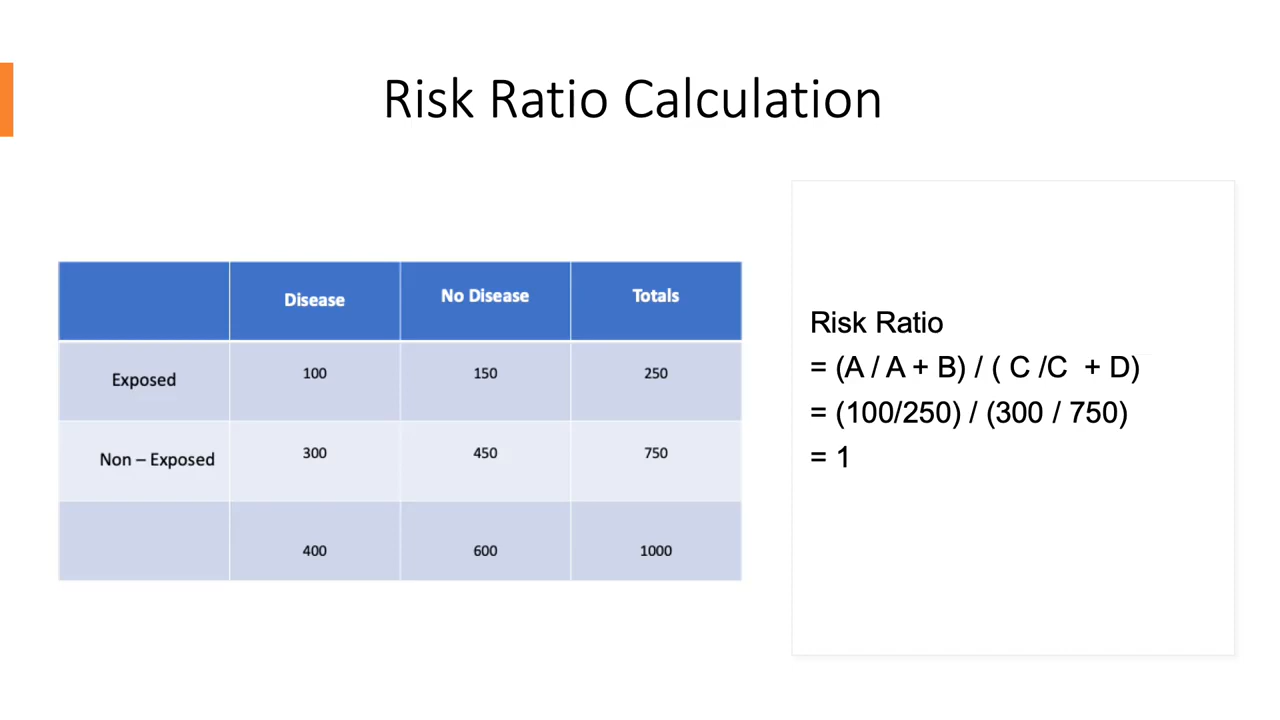 Risk Ratio Calculation
Disease No Disease Totals
Exposed 100 150 250
Non – Exposed 300 450 750
400 600 1000
Risk Ratio
= (A / A + B) / ( C /C + D)
= (100/250) / (300 / 750)
= 1